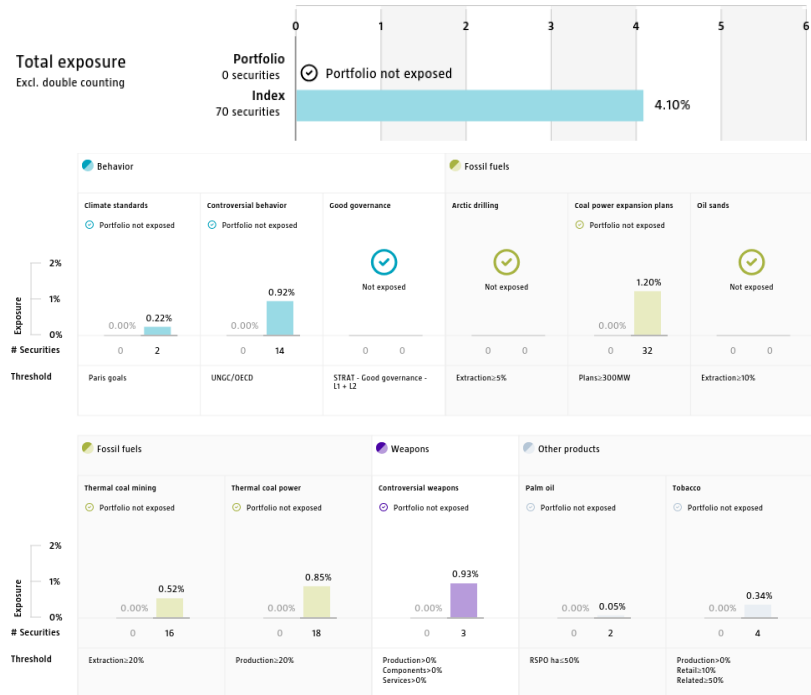 0 1 2 3 4 5 6
Total exposure
Excl. double counting
Portfolio
0 securities
Portfolio not exposed
Index
70 securities
4.10%
Behavior
Fossil fuels
Climate standards
Controversial behavior
Good governance
Arctic drilling
Coal power expansion plans
Oil sands
Portfolio not exposed
Portfolio not exposed
Not exposed
Not exposed
Portfolio not exposed
Not exposed
Exposure
2%
1%
0%
0.00% 0.22%
0.00% 0.92%
0.00% 1.20%
# Securities
0 2
0 14
0 0
0 0
0 32
0 0
Threshold
Paris goals
UNGC/OECD
STRAT - Good governance -
L1 + L2
Extraction≥5%
Plans≥300MW
Extraction≥10%
Fossil fuels
Weapons
Other products
Thermal coal mining
Thermal coal power
Controversial weapons
Palm oil
Tobacco
Portfolio not exposed
Portfolio not exposed
Portfolio not exposed
Portfolio not exposed
Portfolio not exposed
Exposure
2%
1%
0%
0.00% 0.52%
0.00% 0.85%
0.00% 0.93%
0.00% 0.05%
0.00% 0.34%
# Securities
0 16
0 18
0 3
0 2
0 4
Threshold
Extraction≥20%
Production≥20%
Production>0%
Components>0%
Services>0%
RSPO ha≤50%
Production>0%
Retail≥10%
Related≥50%